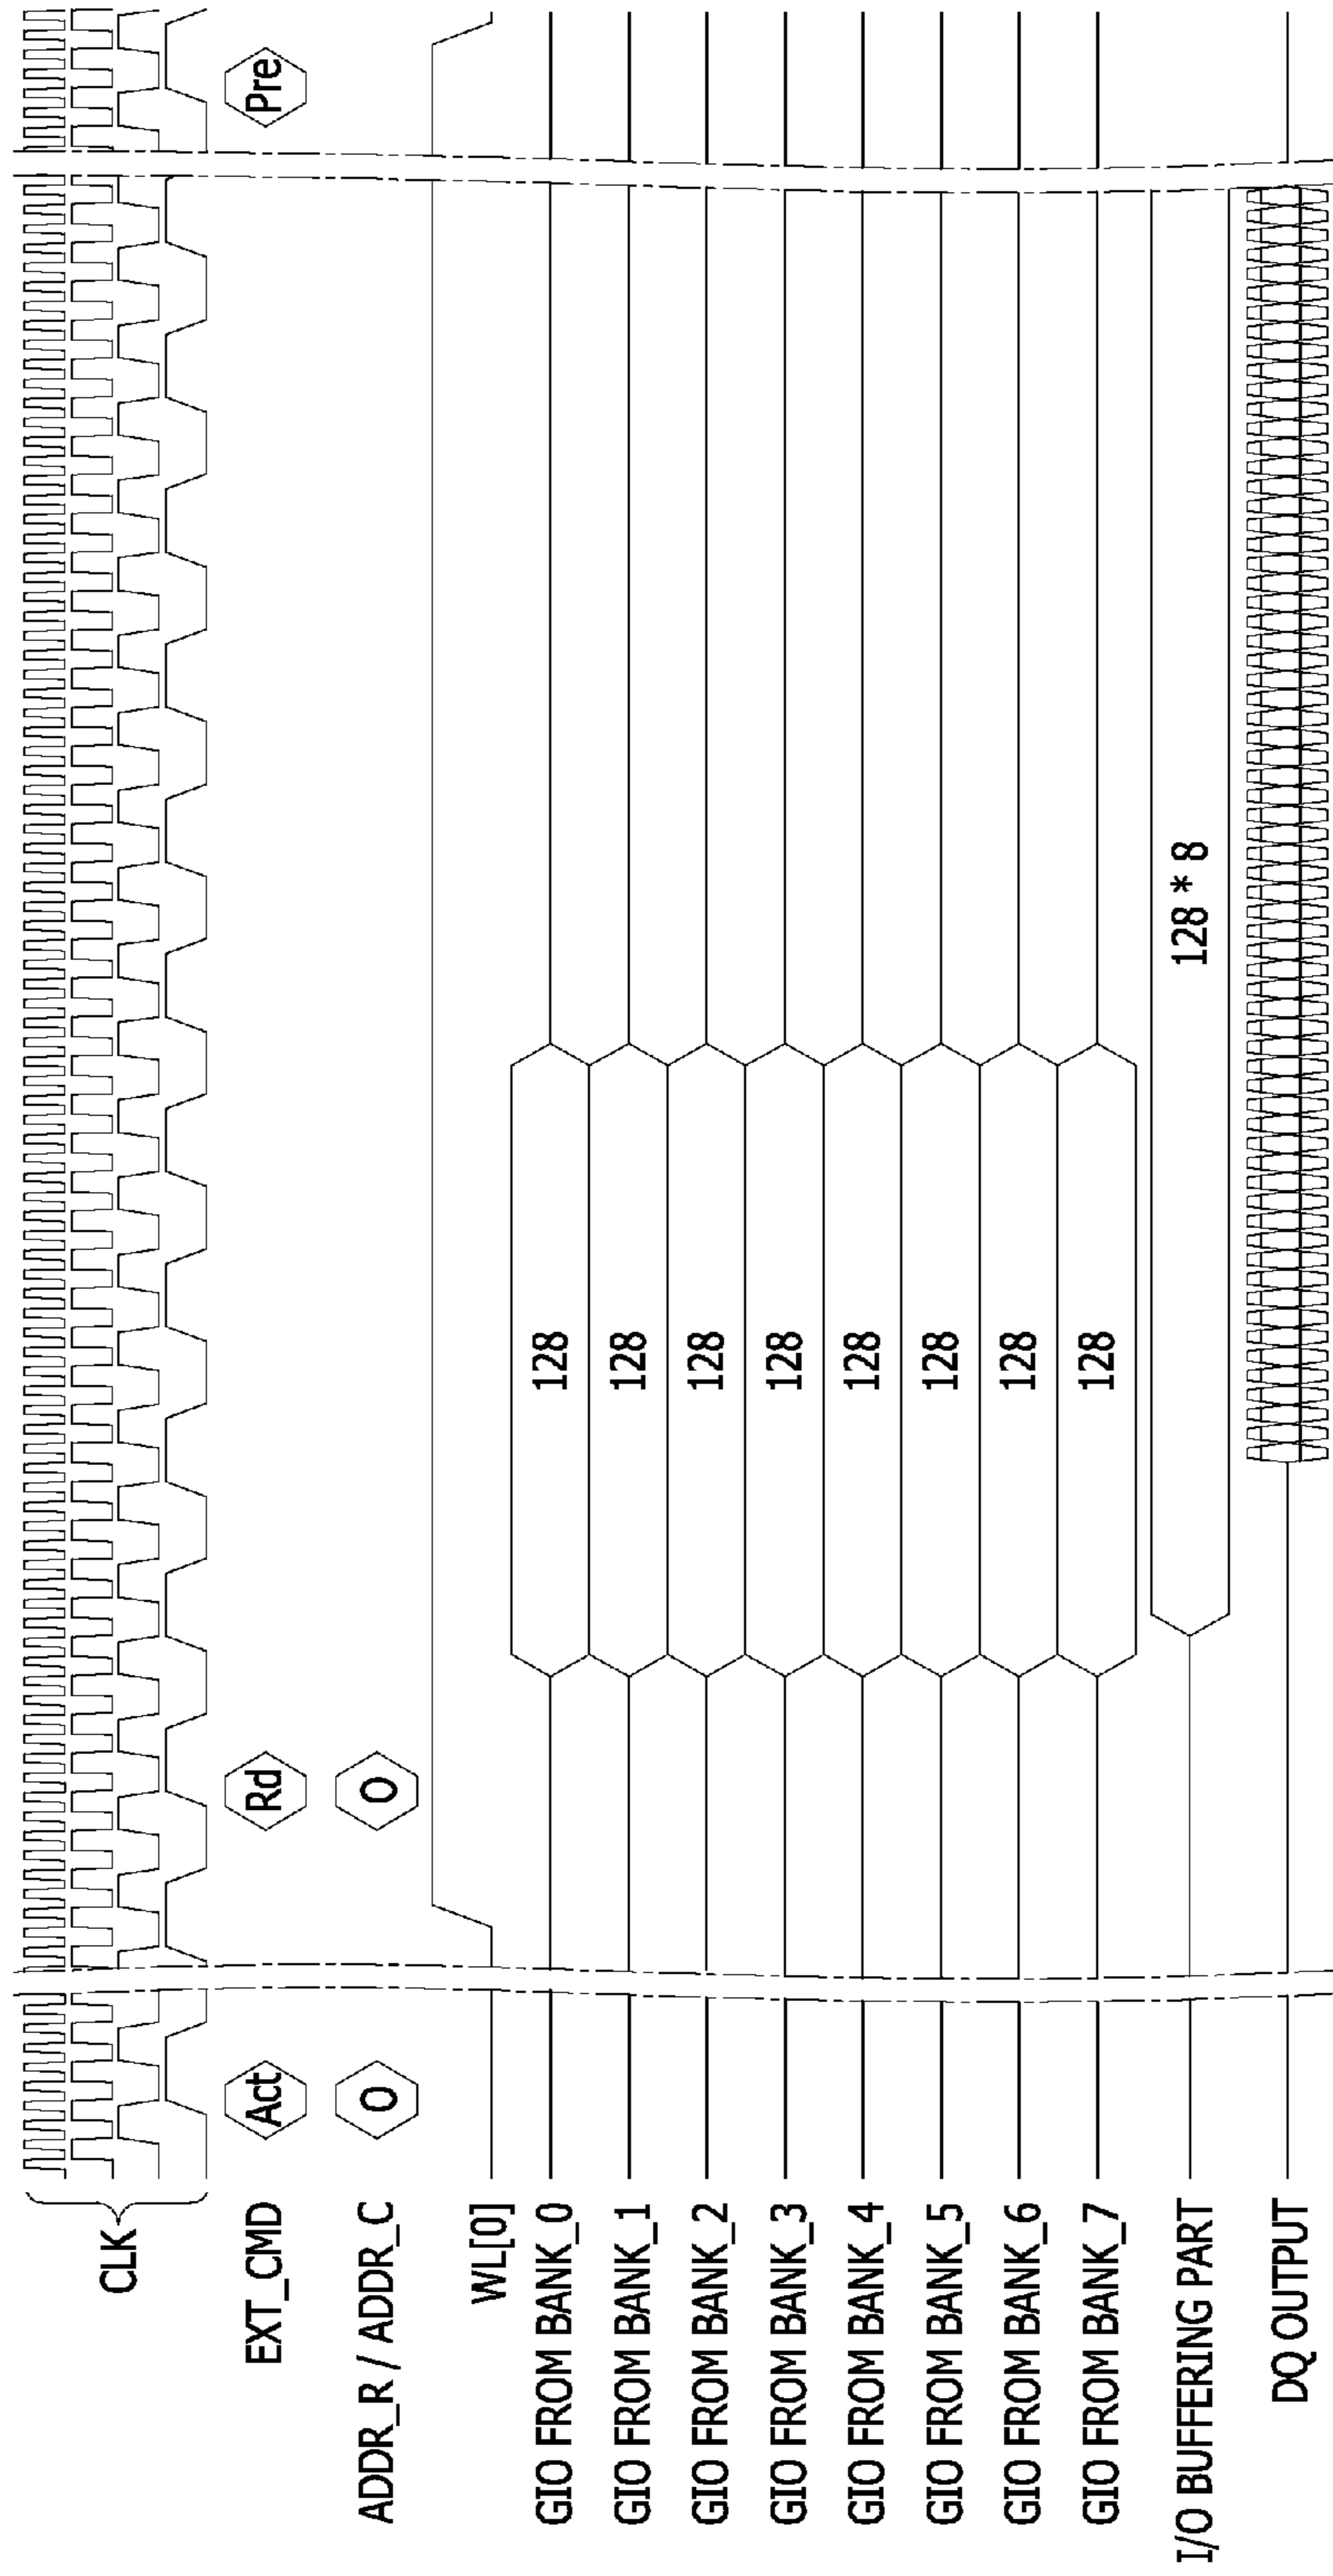 CLK
EXT_CMD Act Rd Pre
ADDR_R / ADDR_C 0 0
WL[0]
GIO FROM BANK_0 128
GIO FROM BANK_1 128
GIO FROM BANK_2 128
GIO FROM BANK_3 128
GIO FROM BANK_4 128
GIO FROM BANK_5 128
GIO FROM BANK_6 128
GIO FROM BANK_7 128
I/O BUFFERING PART 128 * 8
DQ OUTPUT